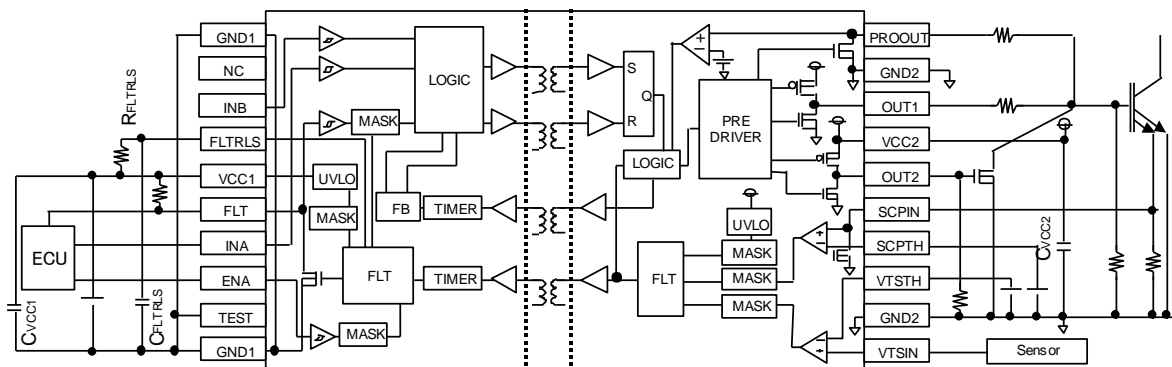 GND1
NC
INB
FLTRLS
VCC1
FLT
INA
ENA
TEST
GND1
RFLTRLS
ECU
CVCC1
CFLTRLS
LOGIC
MASK
UVLO
MASK
FB
TIMER
FLT
TIMER
MASK
S
Q
R
LOGIC
PRE
DRIVER
UVLO
MASK
FLT
MASK
MASK
+
−
+
−
+
−
PROOUT
GND2
OUT1
VCC2
OUT2
SCPIN
SCPTH
VTSTH
GND2
VTSIN
CVCC2
Sensor